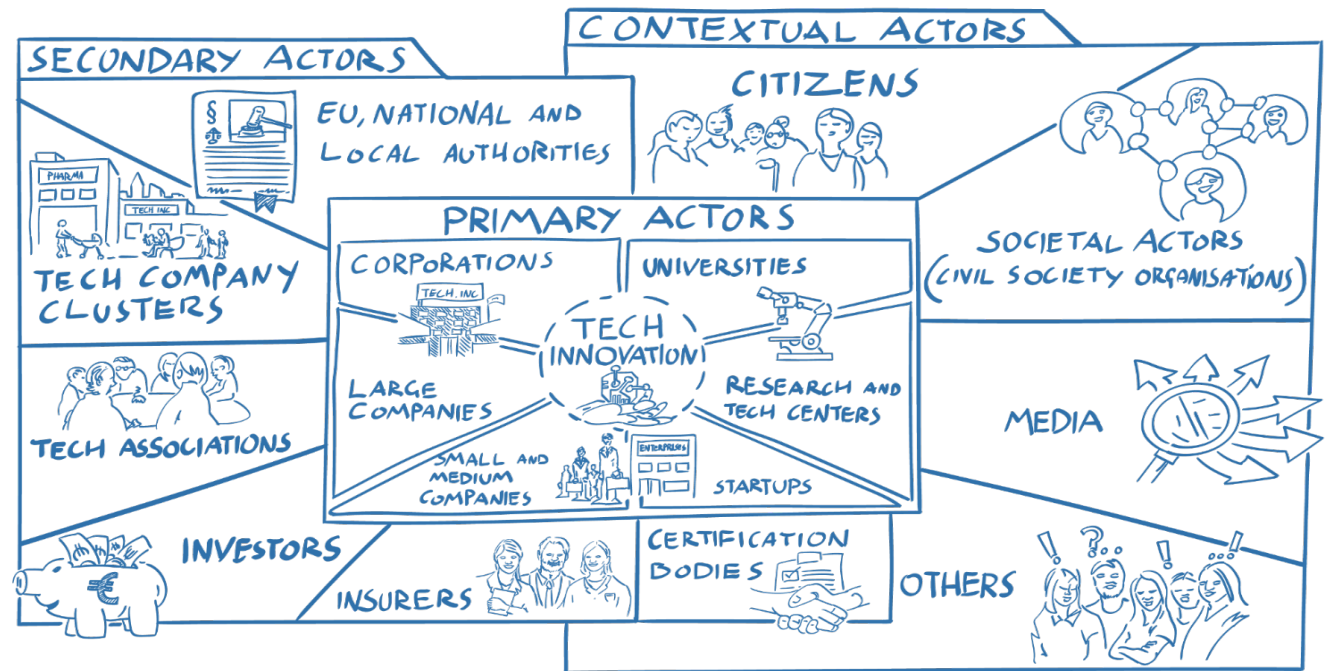 SECONDARY ACTORS
CONTEXTUAL ACTORS
§
EU, NATIONAL AND
LOCAL AUTHORITIES
PHARMA
TECH INC
TECH COMPANY
CLUSTERS
TECH ASSOCIATIONS
€
INVESTORS
INSURERS
CERTIFICATION
BODIES
PRIMARY ACTORS
CORPORATIONS
TECH.INC
UNIVERSITIES
TECH
INNOVATION
LARGE
COMPANIES
RESEARCH AND
TECH CENTERS
SMALL AND
MEDIUM
COMPANIES
ENTERPRISES
STARTUPS
CITIZENS
SOCIETAL ACTORS
(CIVIL SOCIETY ORGANISATIONS)
MEDIA
OTHERS
! ?... ! ...!